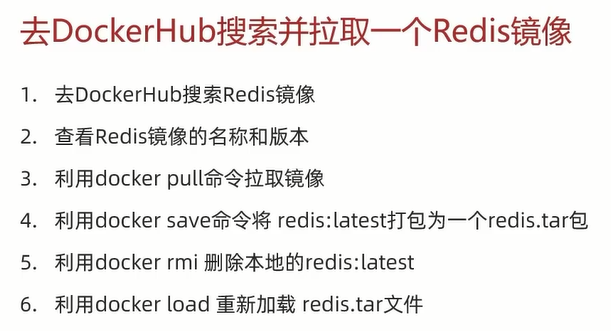 去DockerHub搜索并拉取一个Redis镜像
1. 去DockerHub搜索Redis镜像
2. 查看Redis镜像的名称和版本
3. 利用docker pull命令拉取镜像
4. 利用docker save命令将 redis:latest打包为一个redis.tar包
5. 利用docker rmi 删除本地的redis:latest
6. 利用docker load 重新加载 redis.tar文件